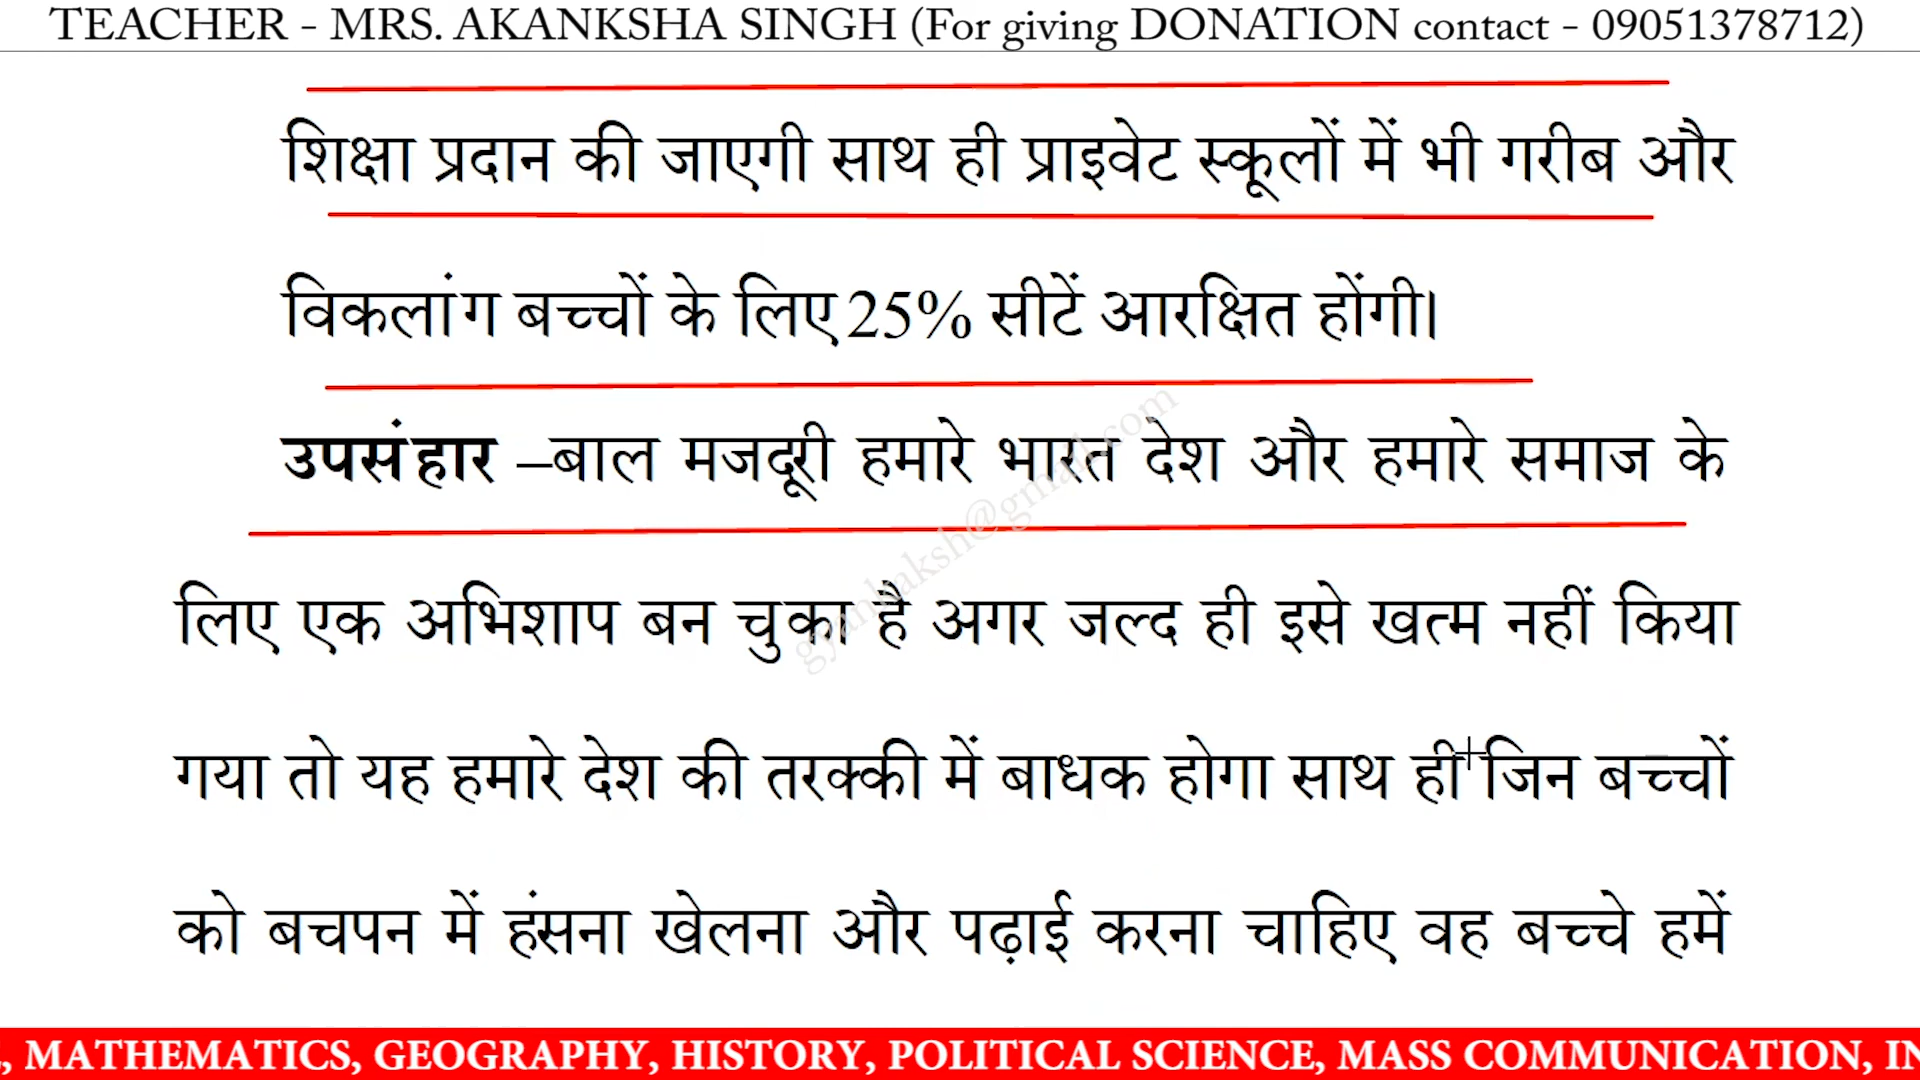 TEACHER - MRS. AKANKSHA SINGH (For giving DONATION contact - 09051378712)
शिक्षा प्रदान की जाएगी साथ ही प्राइवेट स्कूलों में भी गरीब और
विकलांग बच्चों के लिए 25% सीटें आरक्षित होंगी।
उपसंहार –बाल मजदूरी हमारे भारत देश और हमारे समाज के
लिए एक अभिशाप बन चुका है अगर जल्द ही इसे खत्म नहीं किया
गया तो यह हमारे देश की तरक्की में बाधक होगा साथ ही जिन बच्चों
को बचपन में हंसना खेलना और पढ़ाई करना चाहिए वह बच्चे हमें
, MATHEMATICS, GEOGRAPHY, HISTORY, POLITICAL SCIENCE, MASS COMMUNICATION, IN